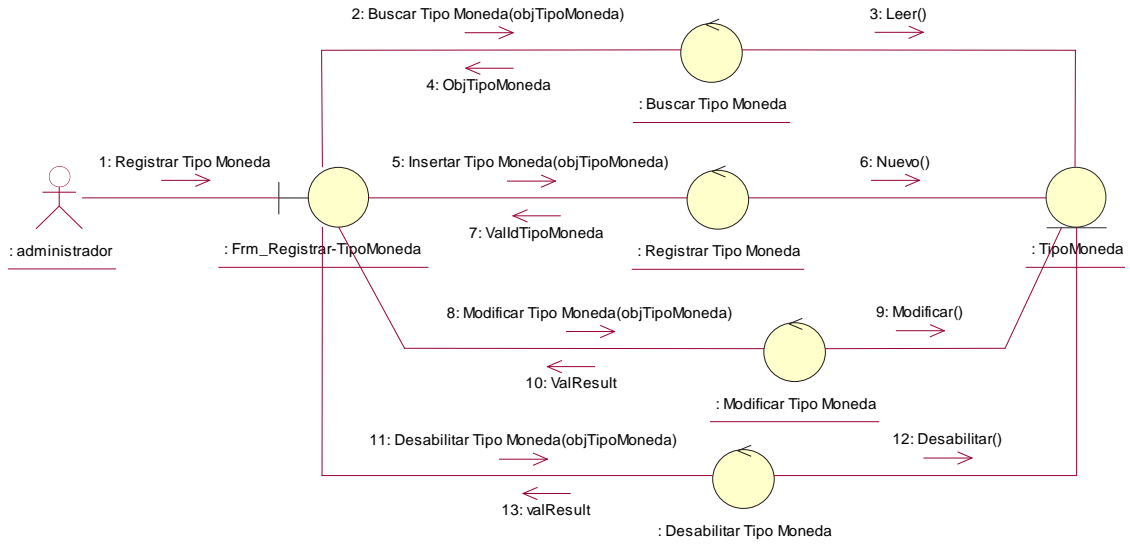 2: Buscar Tipo Moneda(objTipoMoneda)
3: Leer()
4: ObjTipoMoneda
: Buscar Tipo Moneda
1: Registrar Tipo Moneda
5: Insertar Tipo Moneda(objTipoMoneda)
6: Nuevo()
7: ValIdTipoMoneda
: administrador
: Frm_Registrar-TipoMoneda
: Registrar Tipo Moneda
: TipoMoneda
8: Modificar Tipo Moneda(objTipoMoneda)
9: Modificar()
10: ValResult
: Modificar Tipo Moneda
11: Desabilitar Tipo Moneda(objTipoMoneda)
12: Desabilitar()
13: valResult
: Desabilitar Tipo Moneda